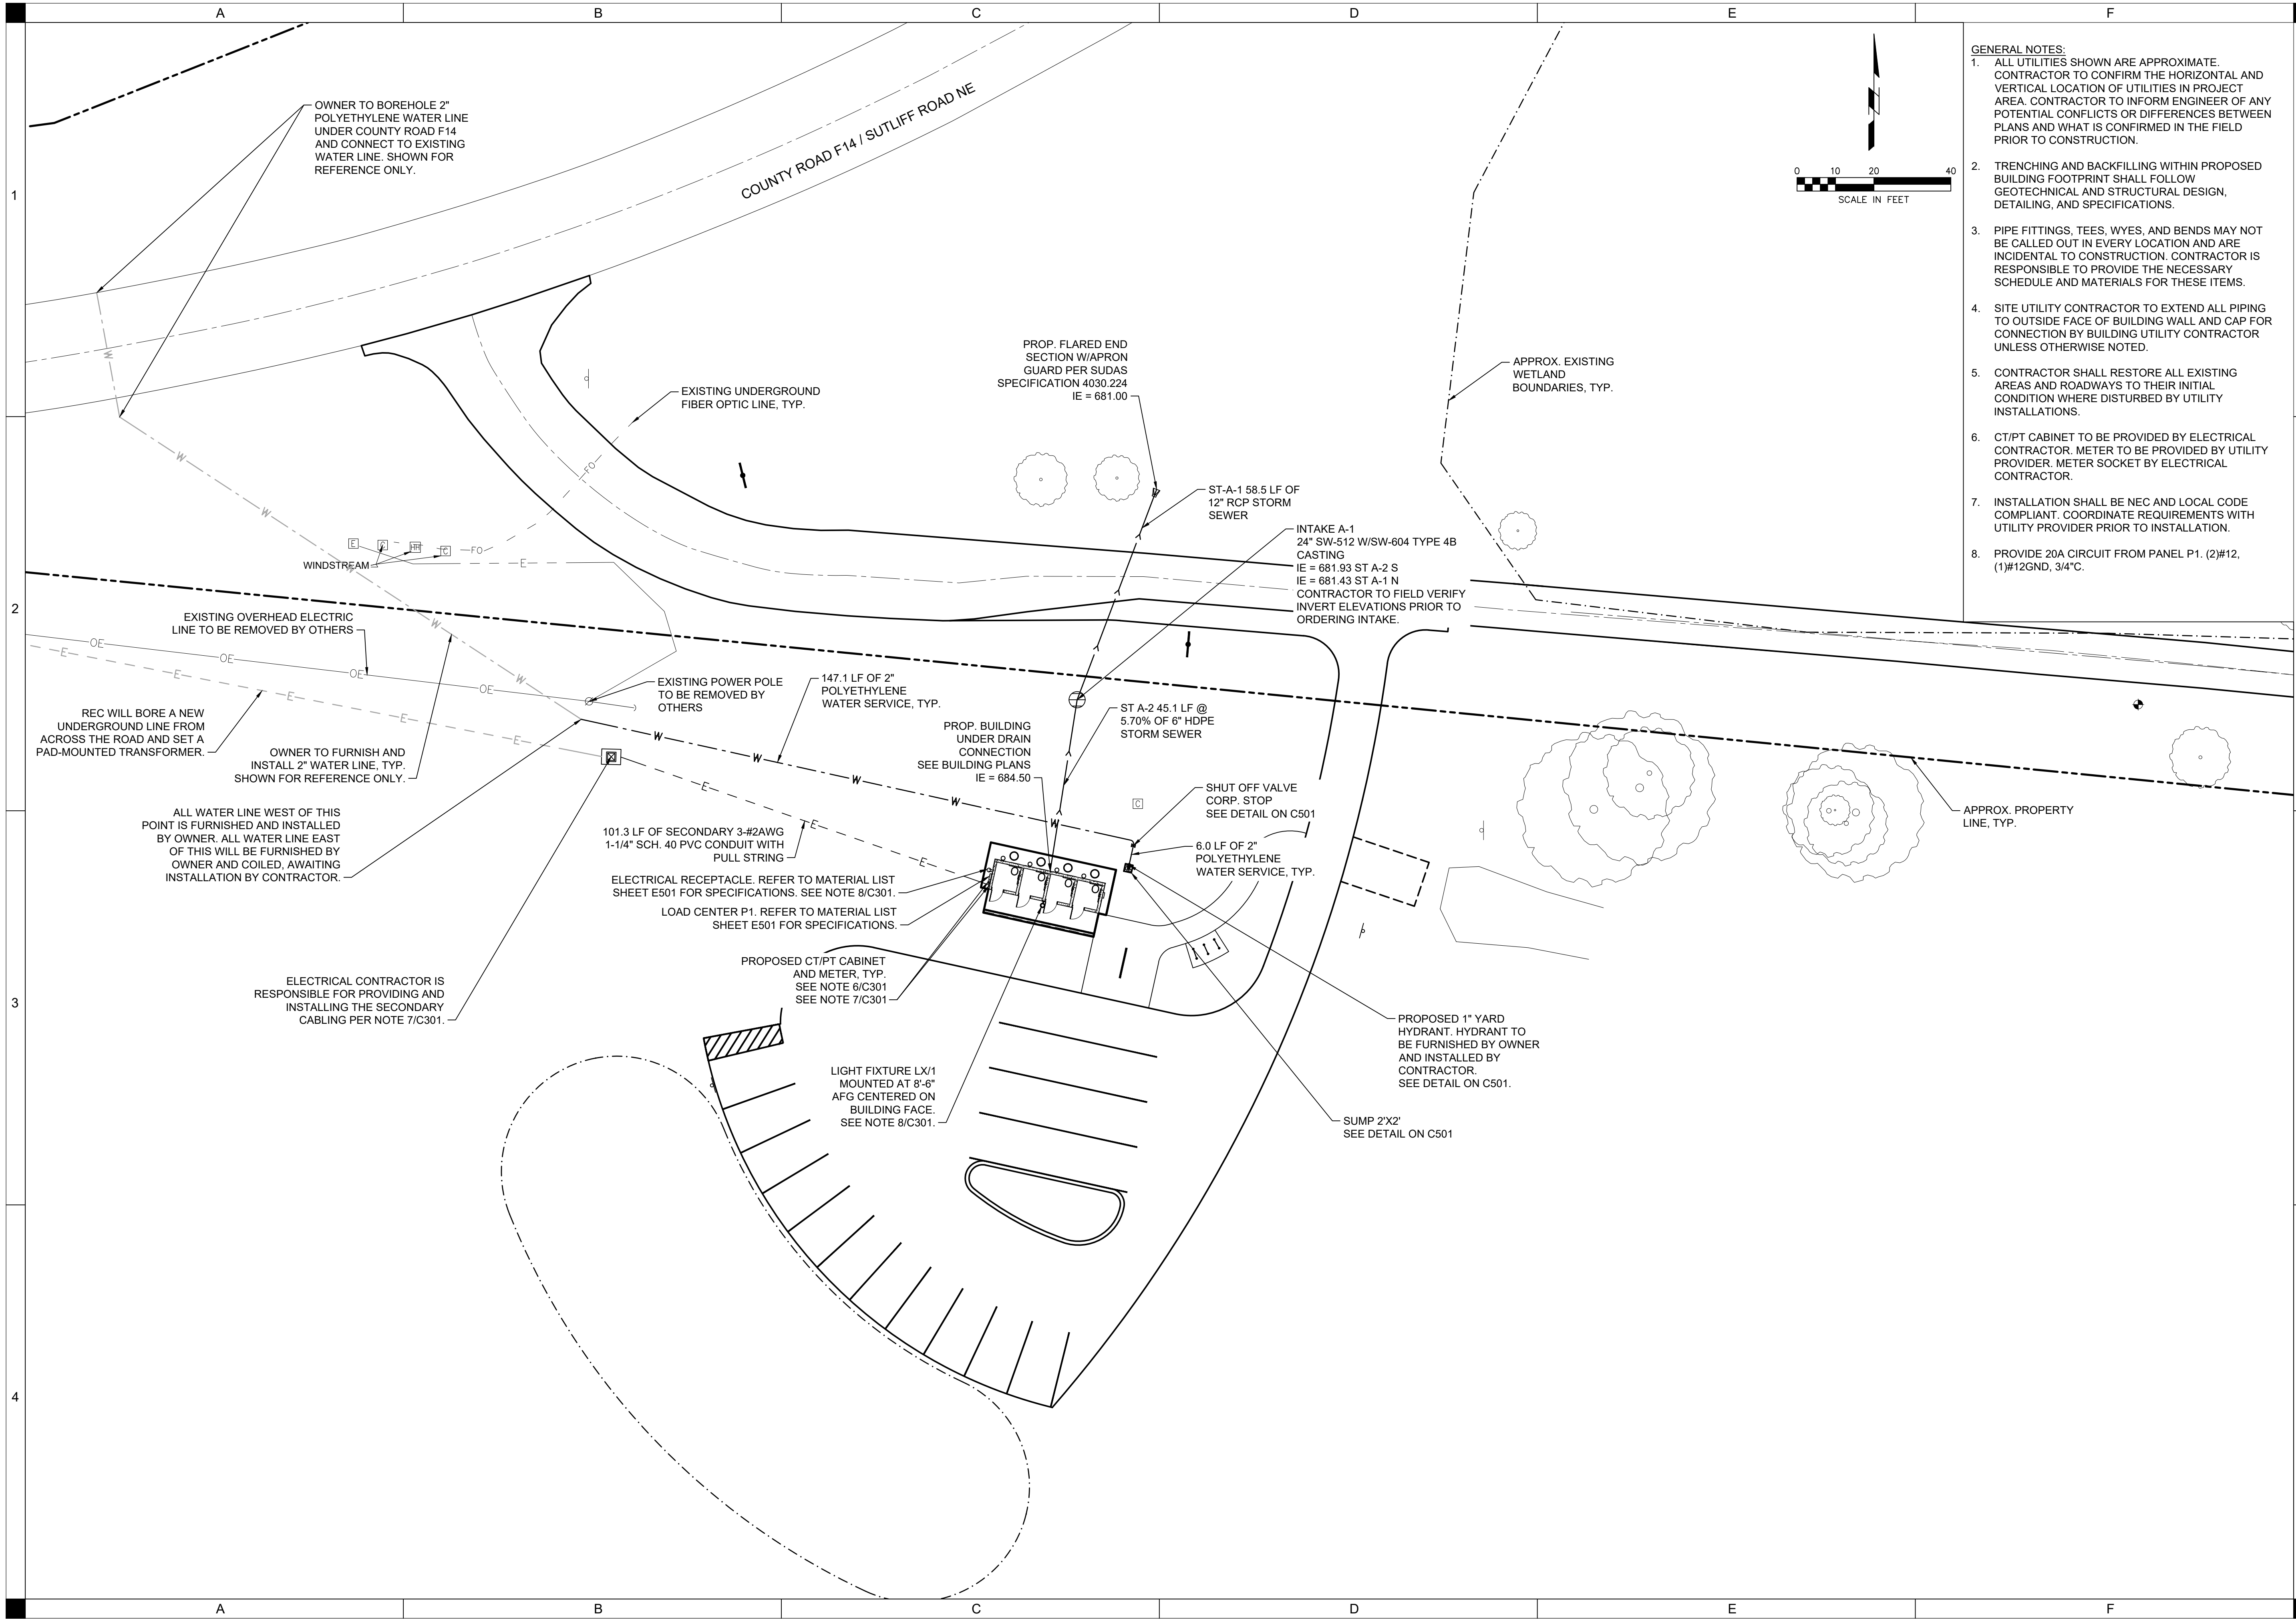 A B C D E F
GENERAL NOTES:
1. ALL UTILITIES SHOWN ARE APPROXIMATE.
CONTRACTOR TO CONFIRM THE HORIZONTAL AND
VERTICAL LOCATION OF UTILITIES IN PROJECT
AREA. CONTRACTOR TO INFORM ENGINEER OF ANY
POTENTIAL CONFLICTS OR DIFFERENCES BETWEEN
PLANS AND WHAT IS CONFIRMED IN THE FIELD
PRIOR TO CONSTRUCTION.
2. TRENCHING AND BACKFILLING WITHIN PROPOSED
BUILDING FOOTPRINT SHALL FOLLOW
GEOTECHNICAL AND STRUCTURAL DESIGN,
DETAILING, AND SPECIFICATIONS.
3. PIPE FITTINGS, TEES, WYES, AND BENDS MAY NOT
BE CALLED OUT IN EVERY LOCATION AND ARE
INCIDENTAL TO CONSTRUCTION. CONTRACTOR IS
RESPONSIBLE TO PROVIDE THE NECESSARY
SCHEDULE AND MATERIALS FOR THESE ITEMS.
4. SITE UTILITY CONTRACTOR TO EXTEND ALL PIPING
TO OUTSIDE FACE OF BUILDING WALL AND CAP FOR
CONNECTION BY BUILDING UTILITY CONTRACTOR
UNLESS OTHERWISE NOTED.
5. CONTRACTOR SHALL RESTORE ALL EXISTING
AREAS AND ROADWAYS TO THEIR INITIAL
CONDITION WHERE DISTURBED BY UTILITY
INSTALLATIONS.
6. CT/PT CABINET TO BE PROVIDED BY ELECTRICAL
CONTRACTOR. METER TO BE PROVIDED BY UTILITY
PROVIDER. METER SOCKET BY ELECTRICAL
CONTRACTOR.
7. INSTALLATION SHALL BE NEC AND LOCAL CODE
COMPLIANT. COORDINATE REQUIREMENTS WITH
UTILITY PROVIDER PRIOR TO INSTALLATION.
8. PROVIDE 20A CIRCUIT FROM PANEL P1. (2)#12,
(1)#12GND, 3/4"C.
N
0 10 20 40
SCALE IN FEET
1
OWNER TO BOREHOLE 2"
POLYETHYLENE WATER LINE
UNDER COUNTY ROAD F14
AND CONNECT TO EXISTING
WATER LINE. SHOWN FOR
REFERENCE ONLY.
COUNTY ROAD F14 / SUTLIFF ROAD NE
W
PROP. FLARED END
SECTION W/APRON
GUARD PER SUDAS
SPECIFICATION 4030.224
IE = 681.00
APPROX. EXISTING
WETLAND
BOUNDARIES, TYP.
EXISTING UNDERGROUND
FIBER OPTIC LINE, TYP.
W
FO
ST-A-1 58.5 LF OF
12" RCP STORM
SEWER
W
INTAKE A-1
24" SW-512 W/SW-604 TYPE 4B
CASTING
IE = 681.93 ST A-2 S
IE = 681.43 ST A-1 N
CONTRACTOR TO FIELD VERIFY
INVERT ELEVATIONS PRIOR TO
ORDERING INTAKE.
E C HH C FO
WINDSTREAM
W
E
2
EXISTING OVERHEAD ELECTRIC
LINE TO BE REMOVED BY OTHERS
W
OE OE OE OE
E E E E E
W
EXISTING POWER POLE
TO BE REMOVED BY
OTHERS
147.1 LF OF 2"
POLYETHYLENE
WATER SERVICE, TYP.
ST A-2 45.1 LF @
5.70% OF 6" HDPE
STORM SEWER
REC WILL BORE A NEW
UNDERGROUND LINE FROM
ACROSS THE ROAD AND SET A
PAD-MOUNTED TRANSFORMER.
OWNER TO FURNISH AND
INSTALL 2" WATER LINE, TYP.
SHOWN FOR REFERENCE ONLY.
PROP. BUILDING
UNDER DRAIN
CONNECTION
SEE BUILDING PLANS
IE = 684.50
W W W W W
E E E
C
SHUT OFF VALVE
CORP. STOP
SEE DETAIL ON C501
ALL WATER LINE WEST OF THIS
POINT IS FURNISHED AND INSTALLED
BY OWNER. ALL WATER LINE EAST
OF THIS WILL BE FURNISHED BY
OWNER AND COILED, AWAITING
INSTALLATION BY CONTRACTOR.
101.3 LF OF SECONDARY 3-#2AWG
1-1/4" SCH. 40 PVC CONDUIT WITH
PULL STRING
6.0 LF OF 2"
POLYETHYLENE
WATER SERVICE, TYP.
APPROX. PROPERTY
LINE, TYP.
ELECTRICAL RECEPTACLE. REFER TO MATERIAL LIST
SHEET E501 FOR SPECIFICATIONS. SEE NOTE 8/C301.
LOAD CENTER P1. REFER TO MATERIAL LIST
SHEET E501 FOR SPECIFICATIONS.
PROPOSED CT/PT CABINET
AND METER, TYP.
SEE NOTE 6/C301
SEE NOTE 7/C301
3
ELECTRICAL CONTRACTOR IS
RESPONSIBLE FOR PROVIDING AND
INSTALLING THE SECONDARY
CABLING PER NOTE 7/C301.
PROPOSED 1" YARD
HYDRANT. HYDRANT TO
BE FURNISHED BY OWNER
AND INSTALLED BY
CONTRACTOR.
SEE DETAIL ON C501.
LIGHT FIXTURE LX/1
MOUNTED AT 8'-6"
AFG CENTERED ON
BUILDING FACE.
SEE NOTE 8/C301.
SUMP 2'X2'
SEE DETAIL ON C501
4
A B C D E F